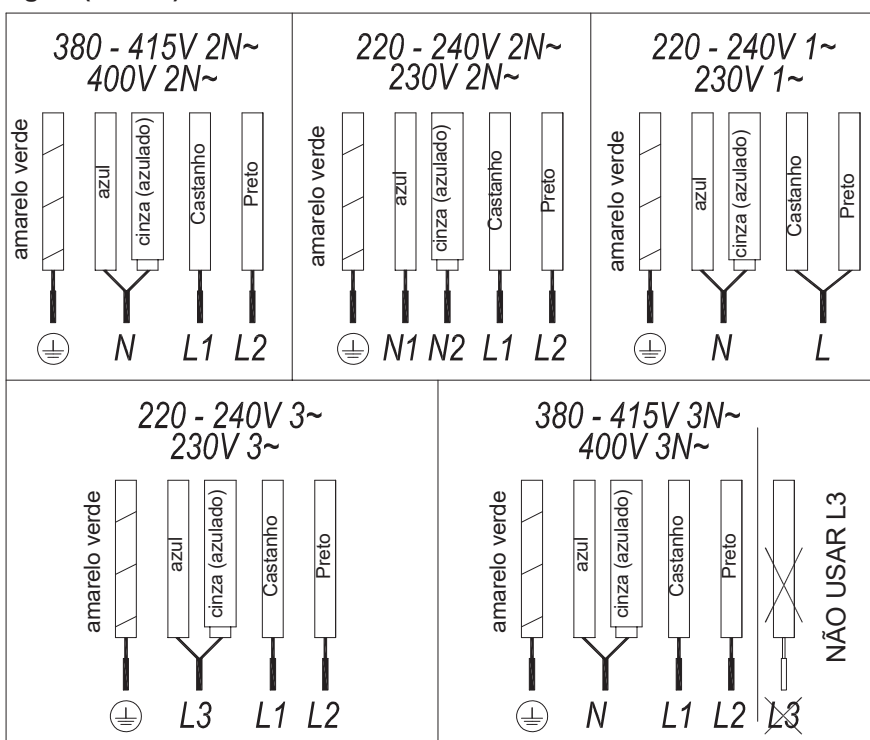 380 - 415V 2N~
400V 2N~
amarelo verde
azul
cinza (azulado)
Castanho
Preto
N
L1
L2
220 - 240V 2N~
230V 2N~
amarelo verde
azul
cinza (azulado)
Castanho
Preto
N1
N2
L1
L2
220 - 240V 1~
230V 1~
amarelo verde
azul
cinza (azulado)
Castanho
Preto
N
L
220 - 240V 3~
230V 3~
amarelo verde
azul
cinza (azulado)
Castanho
Preto
L3
L1
L2
380 - 415V 3N~
400V 3N~
amarelo verde
azul
cinza (azulado)
Castanho
Preto
NÃO USAR L3
N
L1
L2
L3